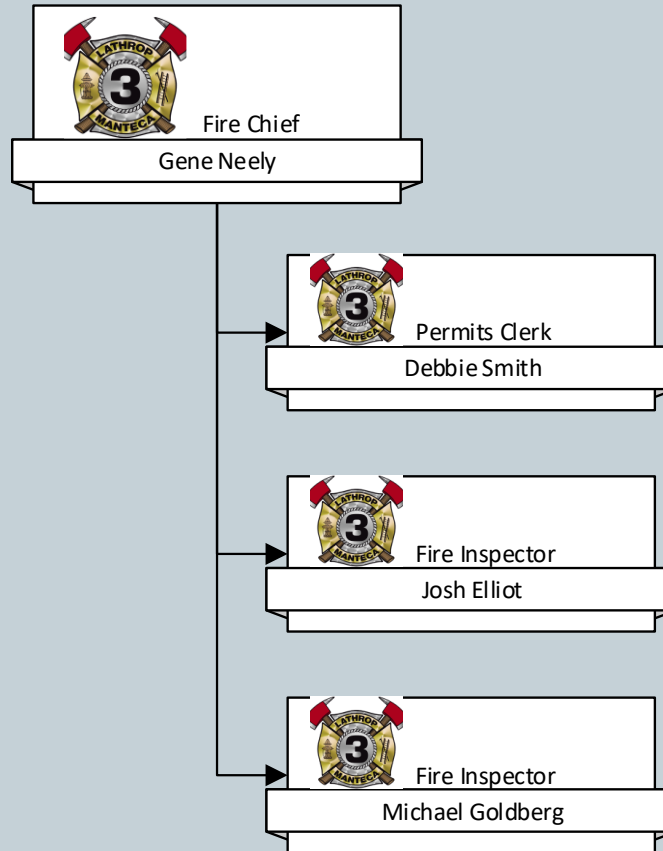 LATHROP
3
MANTECA
Fire Chief
Gene Neely
LATHROP
3
MANTECA
Permits Clerk
Debbie Smith
LATHROP
3
MANTECA
Fire Inspector
Josh Elliot
LATHROP
3
MANTECA
Fire Inspector
Michael Goldberg